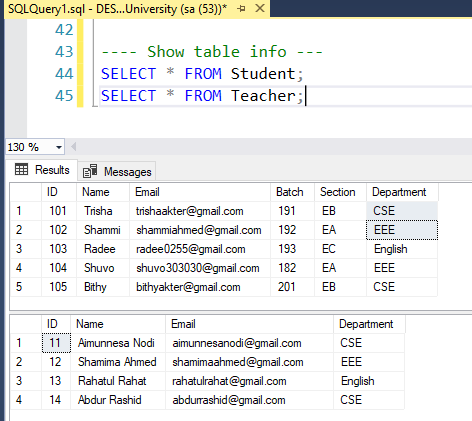 SQLQuery1.sql - DES...University (sa (53))*
42
43 ---- Show table info ---
44 SELECT * FROM Student;
45 SELECT * FROM Teacher;
130 %
Results Messages
ID Name Email Batch Section Department
1 101 Trisha trishaakter@gmail.com 191 EB CSE
2 102 Shammi shammiahmed@gmail.com 192 EA EEE
3 103 Radee radee0255@gmail.com 193 EC English
4 104 Shuvo shuvo303030@gmail.com 182 EA EEE
5 105 Bithy bithyakter@gmail.com 201 EB CSE
ID Name Email Department
1 11 Aimunnesa Nodi aimunnesanodi@gmail.com CSE
2 12 Shamima Ahmed shamimaahmed@gmail.com EEE
3 13 Rahatul Rahat rahatulrahat@gmail.com English
4 14 Abdur Rashid abdurrashid@gmail.com CSE